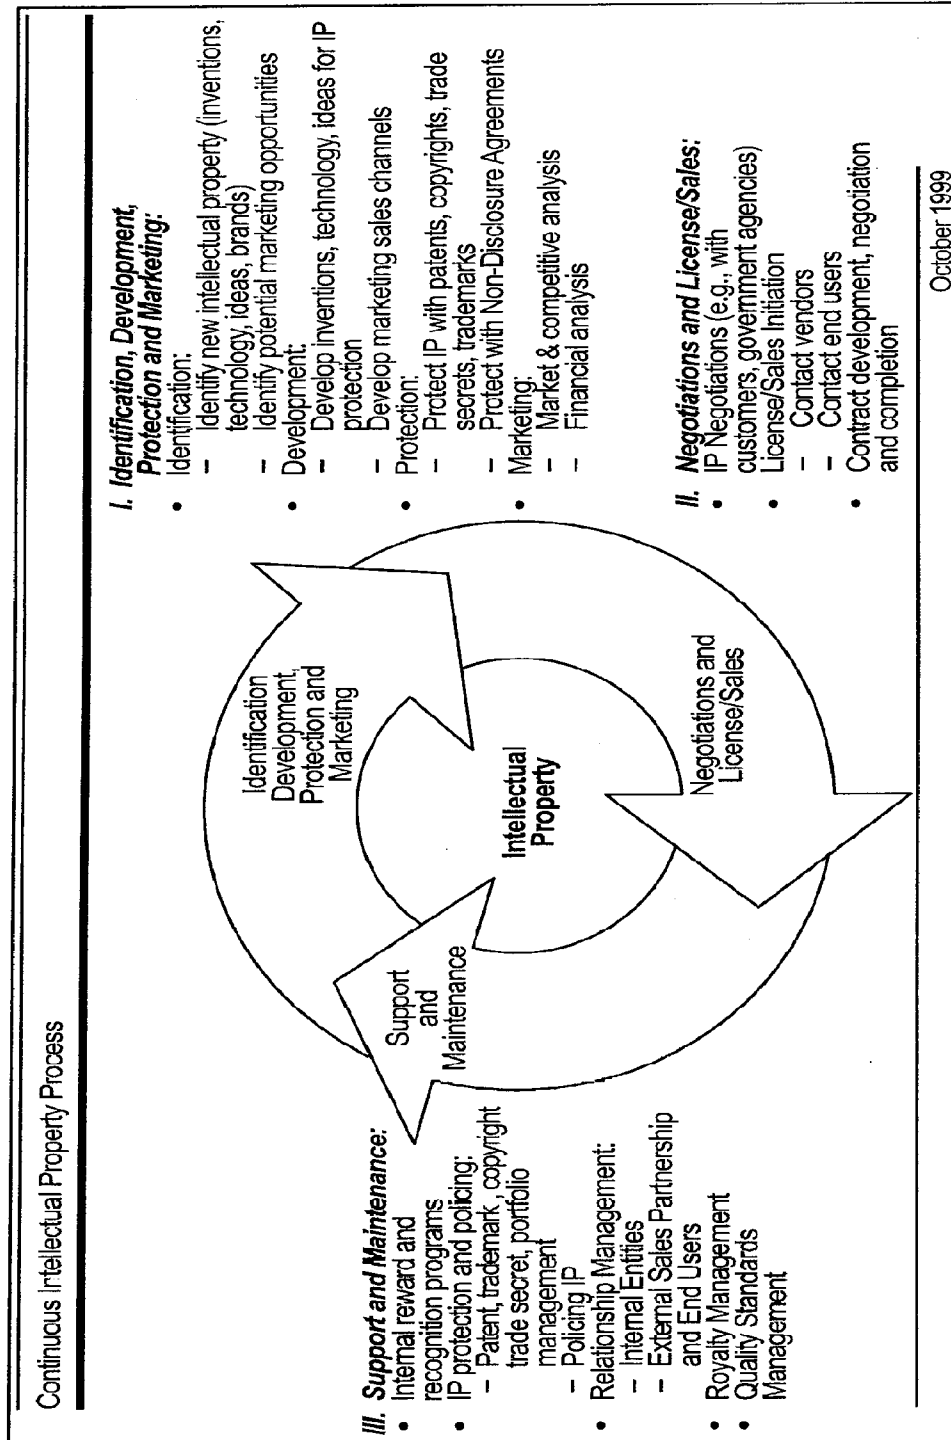 Continuous Intellectual Property Process
I. Identification, Development,
Protection and Marketing:
• Identification:
– Identify new intellectual property (inventions,
technology, ideas, brands)
– Identify potential marketing opportunities
• Development:
– Develop inventions, technology, ideas for IP
protection
– Develop marketing sales channels
• Protection:
– Protect IP with patents, copyrights, trade
secrets, trademarks
– Protect with Non-Disclosure Agreements
• Marketing:
– Market & competitive analysis
– Financial analysis
II. Negotiations and License/Sales:
• IP Negotiations (e.g., with
customers, government agencies)
• License/Sales Initiation
– Contact vendors
– Contact end users
• Contract development, negotiation
and completion
III. Support and Maintenance:
• Internal reward and
recognition programs
• IP protection and policing:
– Patent, trademark , copyright
trade secret, portfolio
management
– Policing IP
• Relationship Management:
– Internal Entities
– External Sales Partnership
and End Users
• Royalty Management
• Quality Standards
Management
Identification
Development,
Protection and
Marketing
Intellectual
Property
Support
and
Maintenance
Negotiations and
License/Sales
October 1999